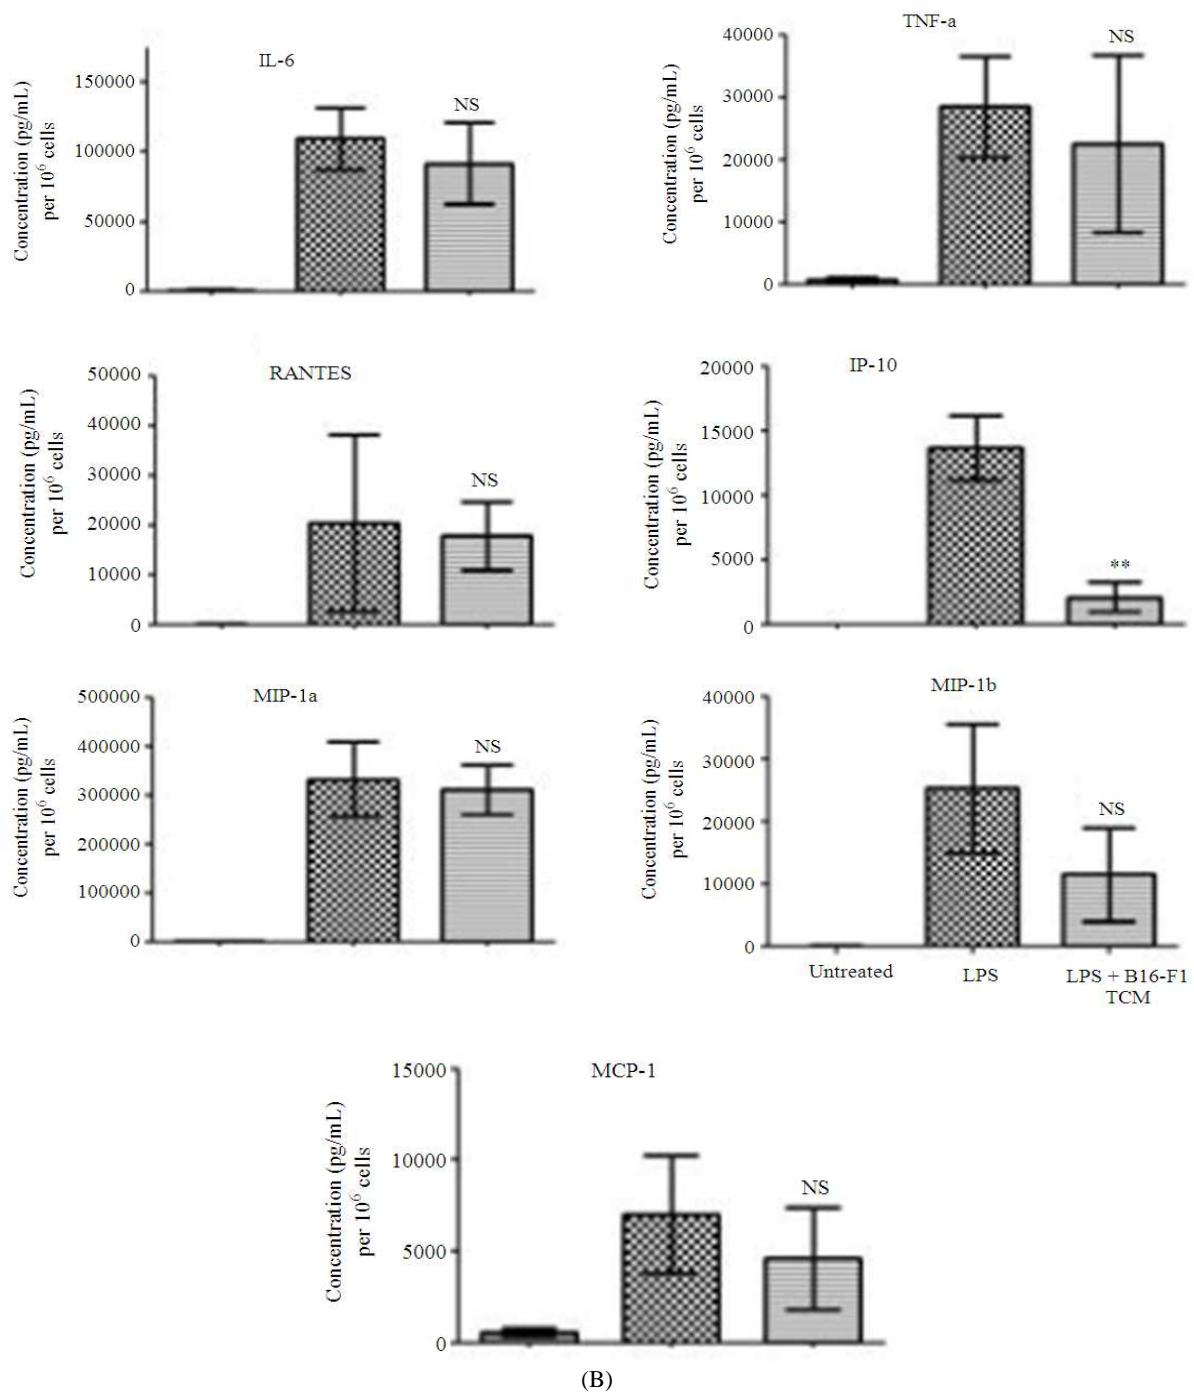 IL-6
Concentration (pg/mL)
per 10⁶ cells
150000
100000
50000
0
NS
TNF-a
Concentration (pg/mL)
per 10⁶ cells
40000
30000
20000
10000
0
NS
RANTES
Concentration (pg/mL)
per 10⁶ cells
50000
40000
30000
20000
10000
0
NS
IP-10
Concentration (pg/mL)
per 10⁶ cells
20000
15000
10000
5000
0
**
MIP-1a
Concentration (pg/mL)
per 10⁶ cells
500000
400000
300000
200000
100000
0
NS
MIP-1b
Concentration (pg/mL)
per 10⁶ cells
40000
30000
20000
10000
0
NS
Untreated
LPS
LPS + B16-F1
TCM
MCP-1
Concentration (pg/mL)
per 10⁶ cells
15000
10000
5000
0
NS
(B)